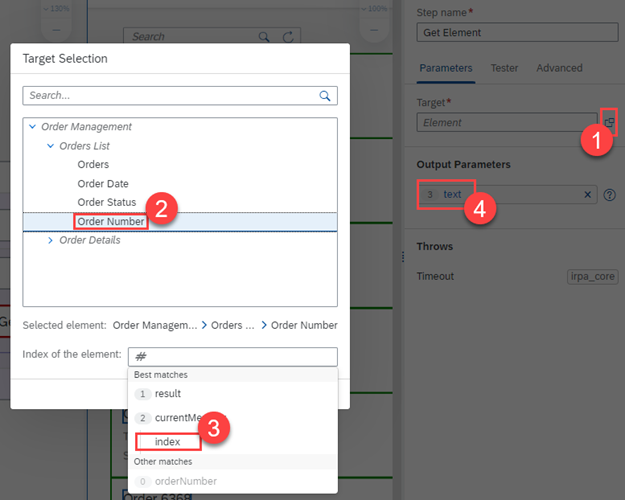 130%
Search
Step name*
Get Element
Parameters Tester Advanced
Target*
Element
1
Output Parameters
3 text
4
Throws
Timeout irpa_core
Target Selection
Search...
Order Management
Orders List
Orders
Order Date
Order Status
Order Number
2
Order Details
Selected element: Order Managem... > Orders ... > Order Number
Index of the element: #
Best matches
1 result
2
index
3
Other matches
0 orderNumber